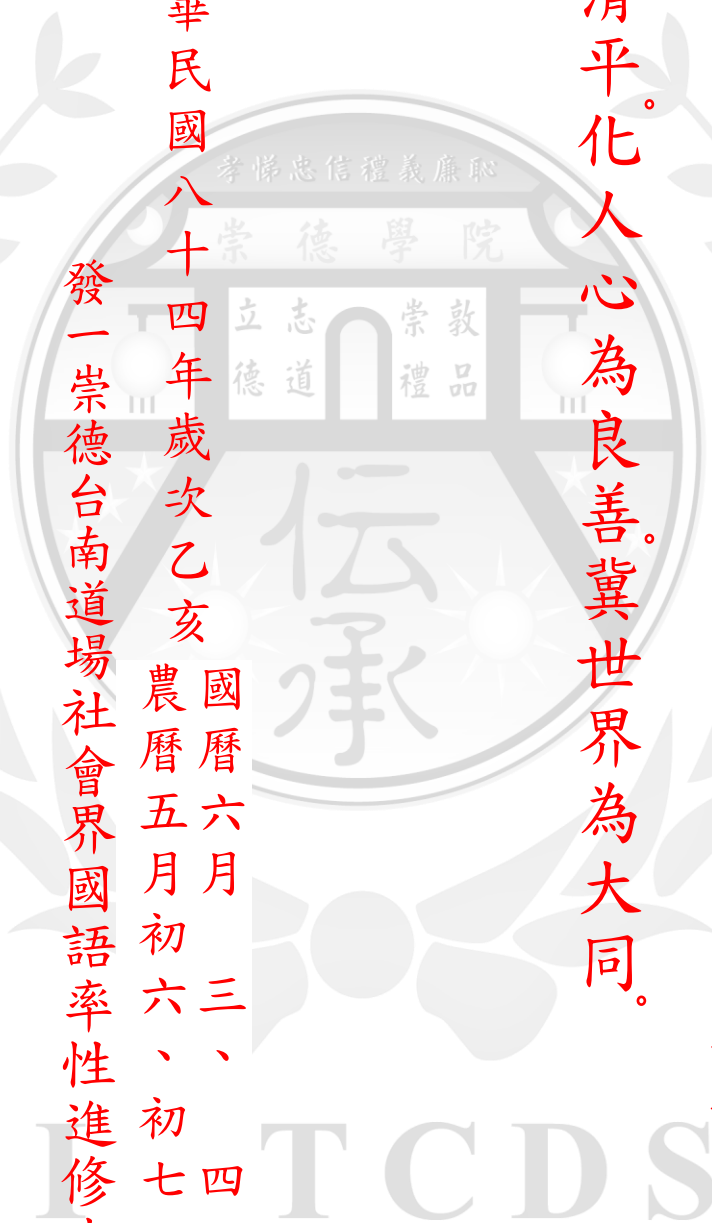 清平。化人心為良善。冀世界為大同。
華民國八十四年歲次乙亥
國曆六月 三、 四
農曆五月初六、初七
發一崇德台南道場社會界國語率性進修
孝悌忠信禮義廉恥
崇德學院
立志 崇敦
德道 禮品
伝承
TCDS